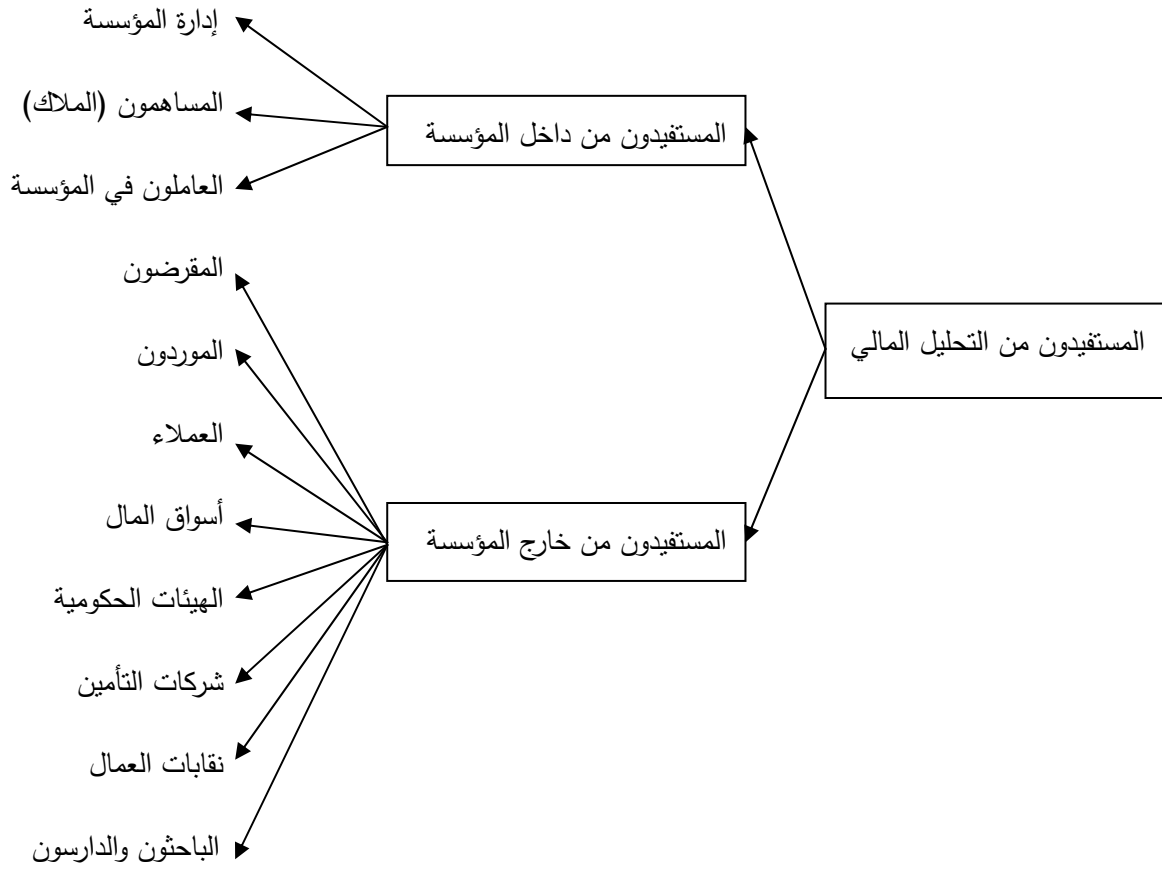 المستفيدون من التحليل المالي
المستفيدون من داخل المؤسسة
إدارة المؤسسة
المساهمون (الملاك)
العاملون في المؤسسة
المستفيدون من خارج المؤسسة
المقرضون
الموردون
العملاء
أسواق المال
الهيئات الحكومية
شركات التأمين
نقابات العمال
الباحثون والدارسون